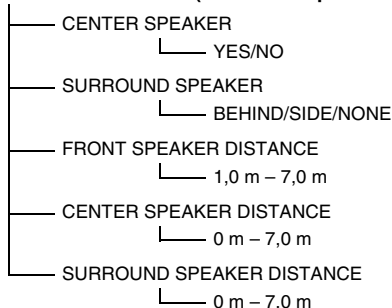 CENTER SPEAKER
YES/NO
SURROUND SPEAKER
BEHIND/SIDE/NONE
FRONT SPEAKER DISTANCE
1,0 m – 7,0 m
CENTER SPEAKER DISTANCE
0 m – 7,0 m
SURROUND SPEAKER DISTANCE
0 m – 7,0 m